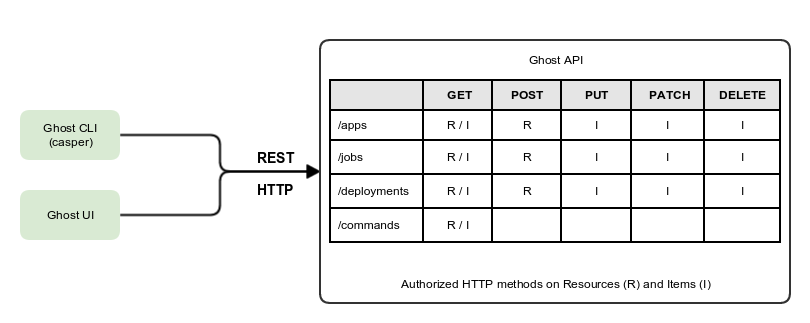 Ghost API
GET POST PUT PATCH DELETE
/apps R / I R I I I
/jobs R / I R I I I
/deployments R / I R I I I
/commands R / I
Authorized HTTP methods on Resources (R) and Items (I)
Ghost CLI
(casper)
Ghost UI
REST
HTTP